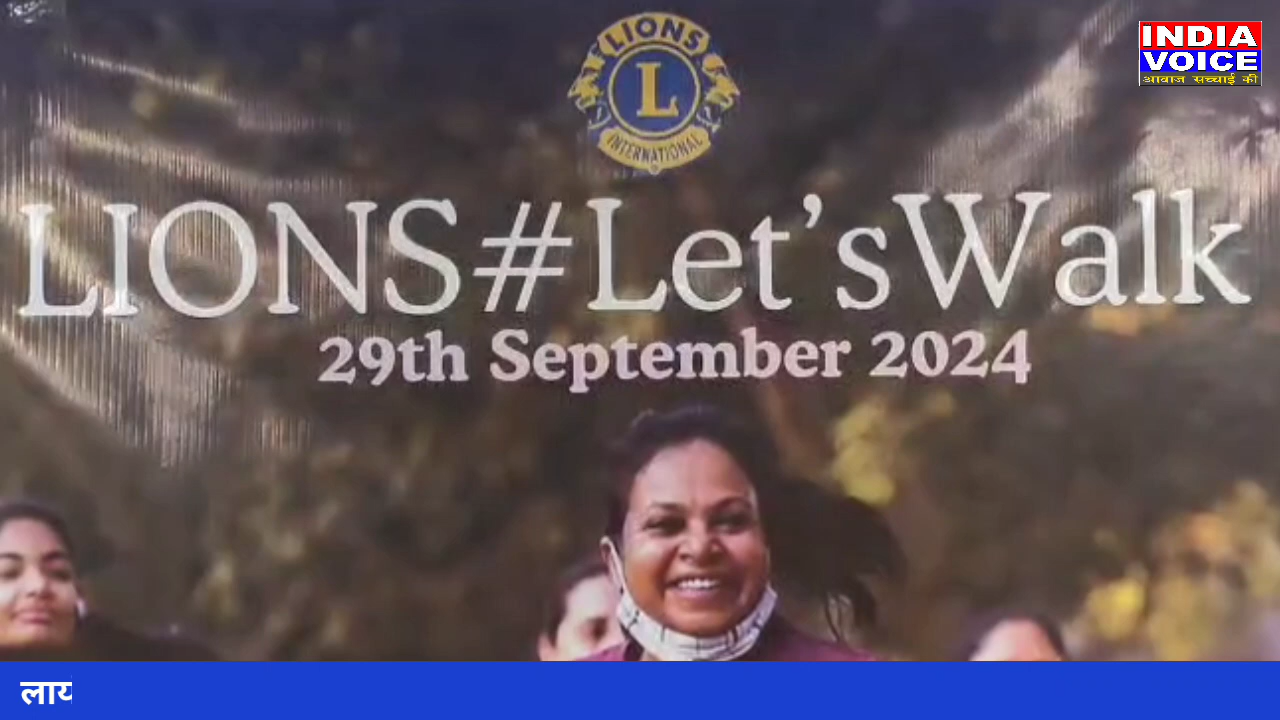 LIONS
L
INTERNATIONAL
INDIA
VOICE
आवाज सच्चाई की
LIONS#Let'sWalk
29th September 2024